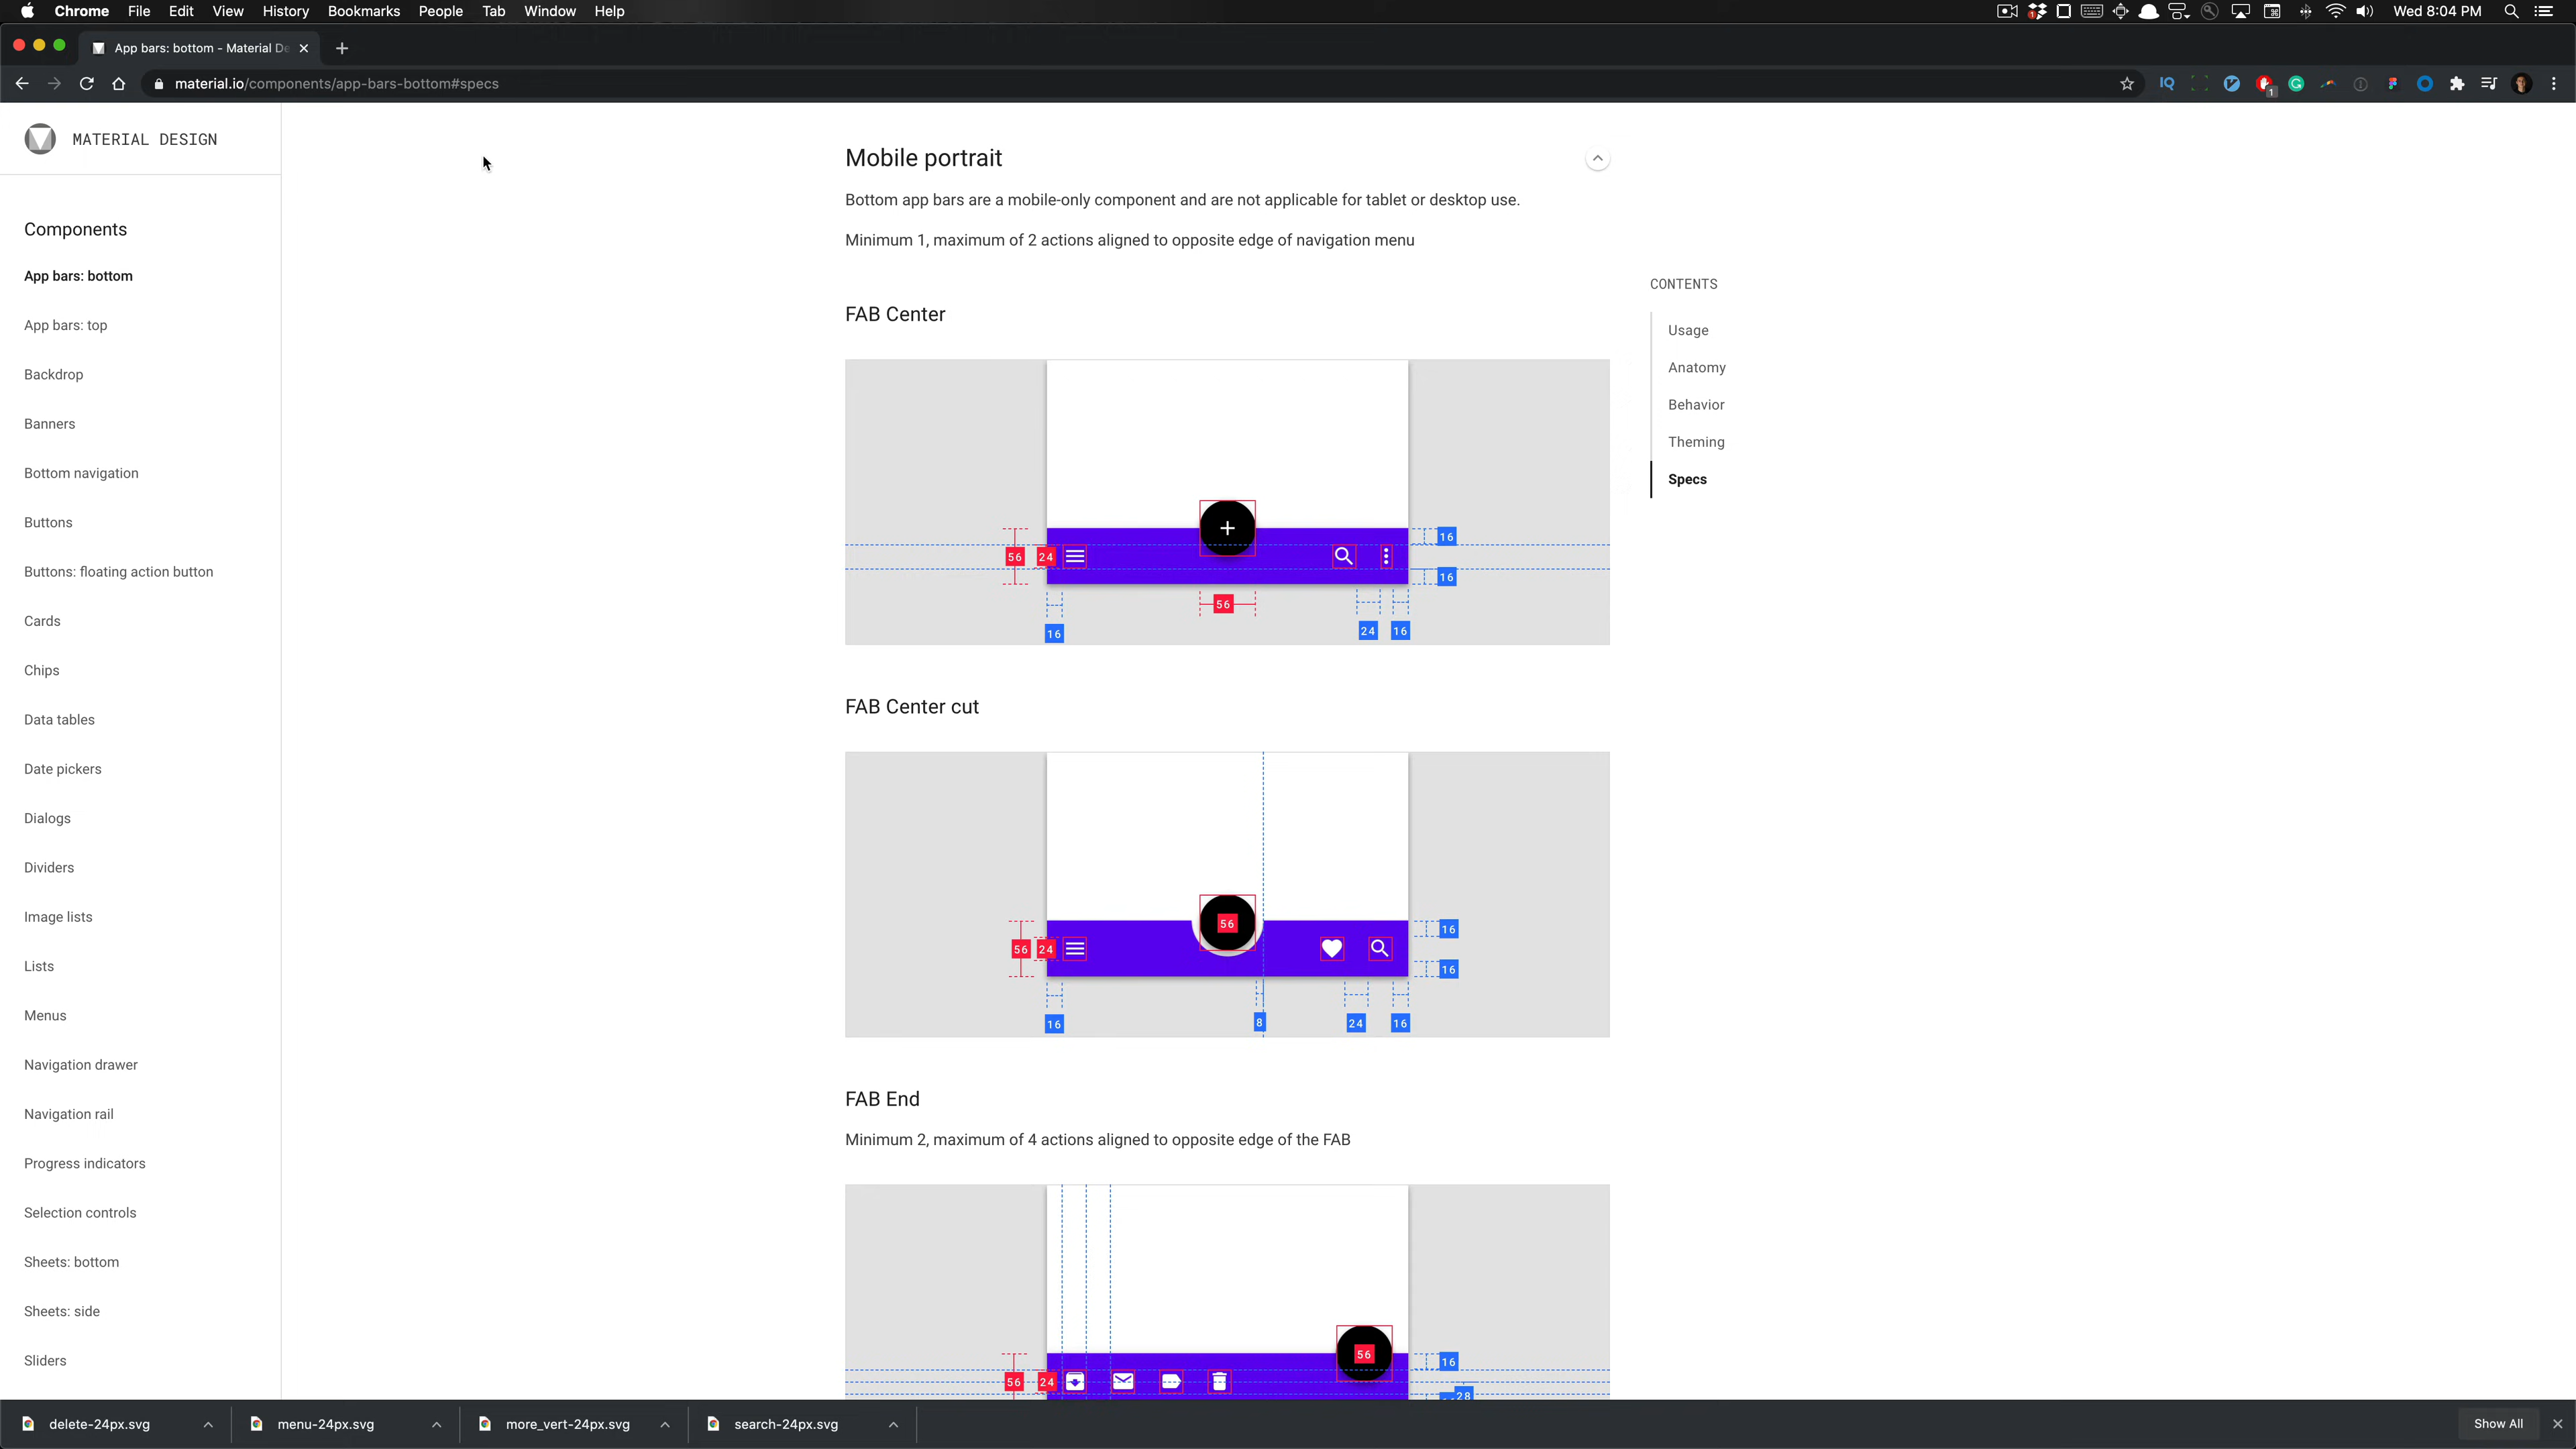 Chrome File Edit View History Bookmarks People Tab Window Help
Wed 8:04 PM
App bars: bottom - Material De
material.io/components/app-bars-bottom#specs
IQ
1
MATERIAL DESIGN
Components
App bars: bottom
App bars: top
Backdrop
Banners
Bottom navigation
Buttons
Buttons: floating action button
Cards
Chips
Data tables
Date pickers
Dialogs
Dividers
Image lists
Lists
Menus
Navigation drawer
Navigation rail
Progress indicators
Selection controls
Sheets: bottom
Sheets: side
Sliders
Mobile portrait
Bottom app bars are a mobile-only component and are not applicable for tablet or desktop use.
Minimum 1, maximum of 2 actions aligned to opposite edge of navigation menu
FAB Center
16
56 24
16
56
16 24 16
FAB Center cut
56
16
56 24
16
16 8 24 16
FAB End
Minimum 2, maximum of 4 actions aligned to opposite edge of the FAB
56
16
56 24
28
CONTENTS
Usage
Anatomy
Behavior
Theming
Specs
delete-24px.svg
menu-24px.svg
more_vert-24px.svg
search-24px.svg
Show All